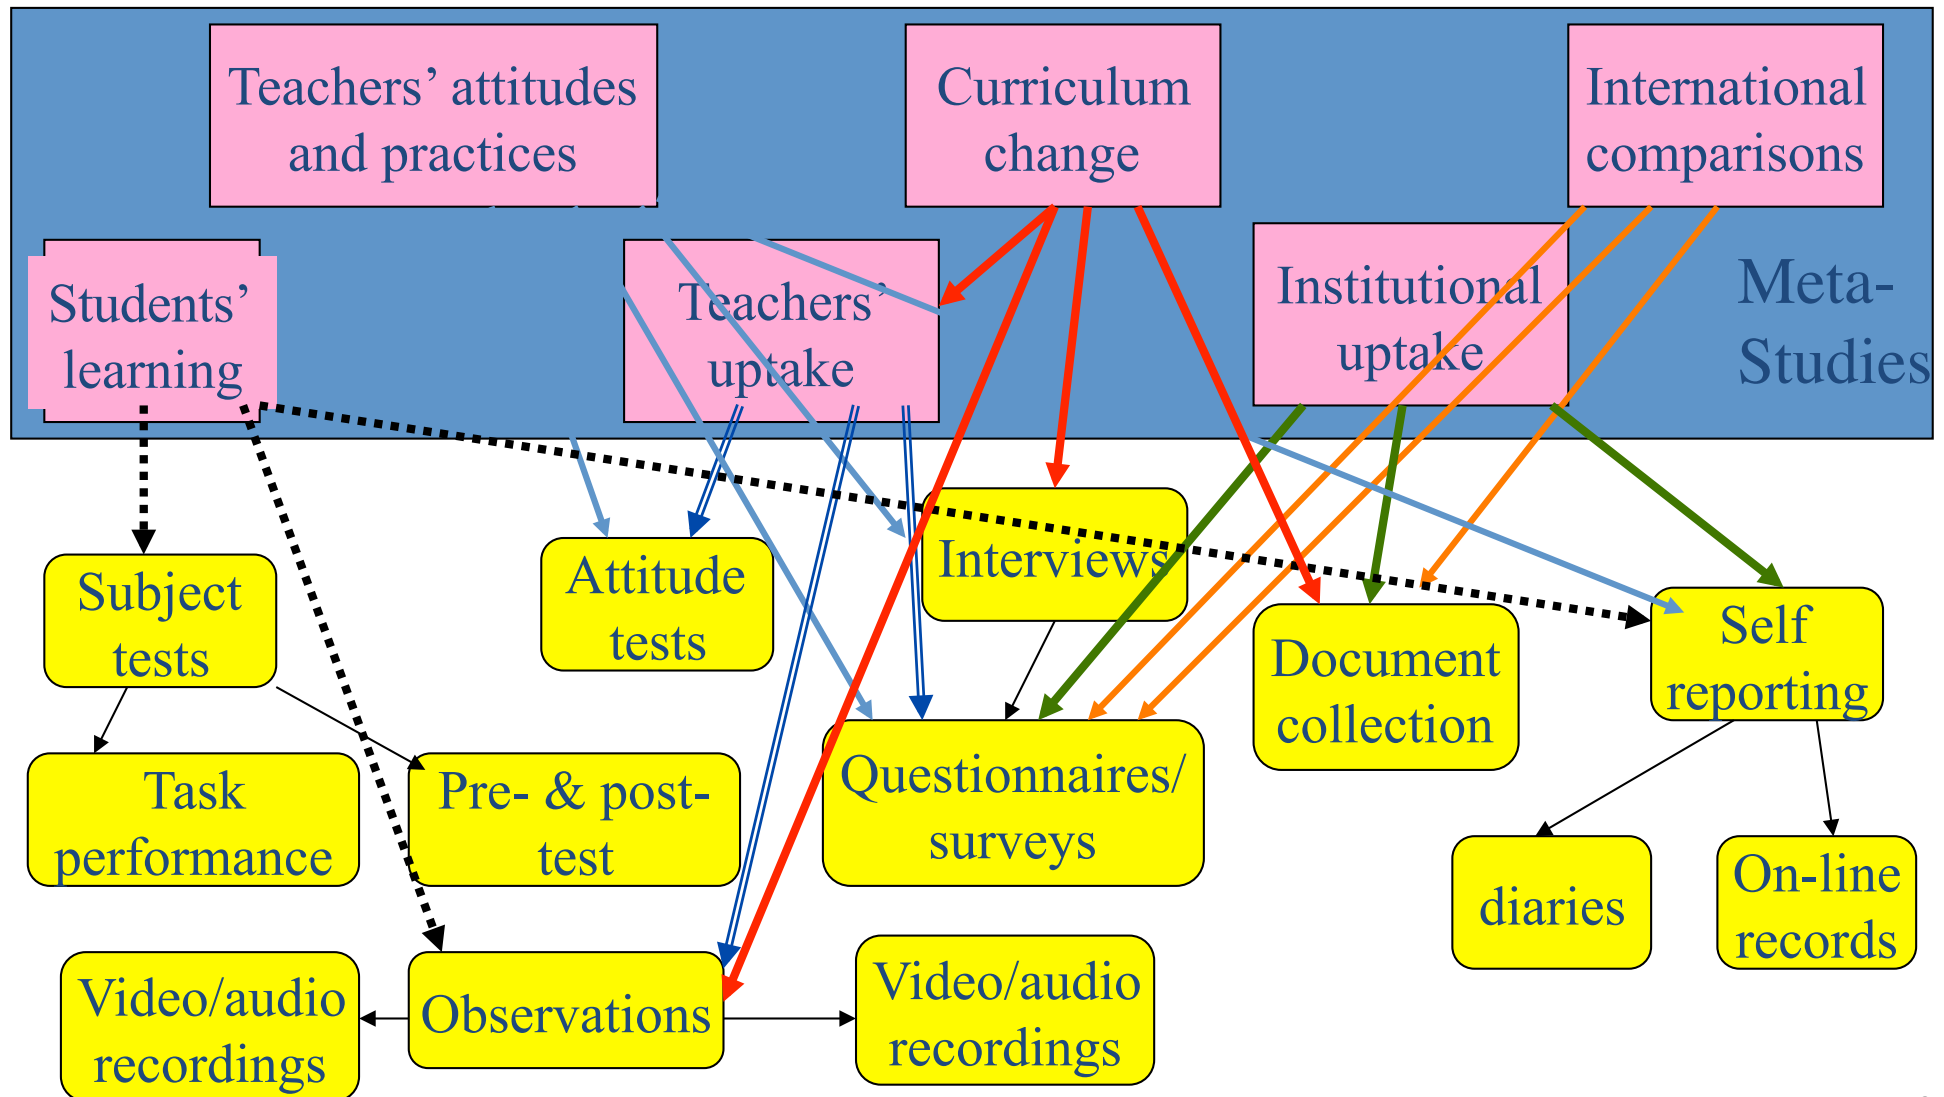 Teachers’ attitudes
and practices
Curriculum
change
International
comparisons
Students’
learning
Teachers’
uptake
Institutional
uptake
Meta-
Studies
Subject
tests
Attitude
tests
Interviews
Document
collection
Self
reporting
Task
performance
Pre- & post-
test
Questionnaires/
surveys
diaries
On-line
records
Video/audio
recordings
Observations
Video/audio
recordings